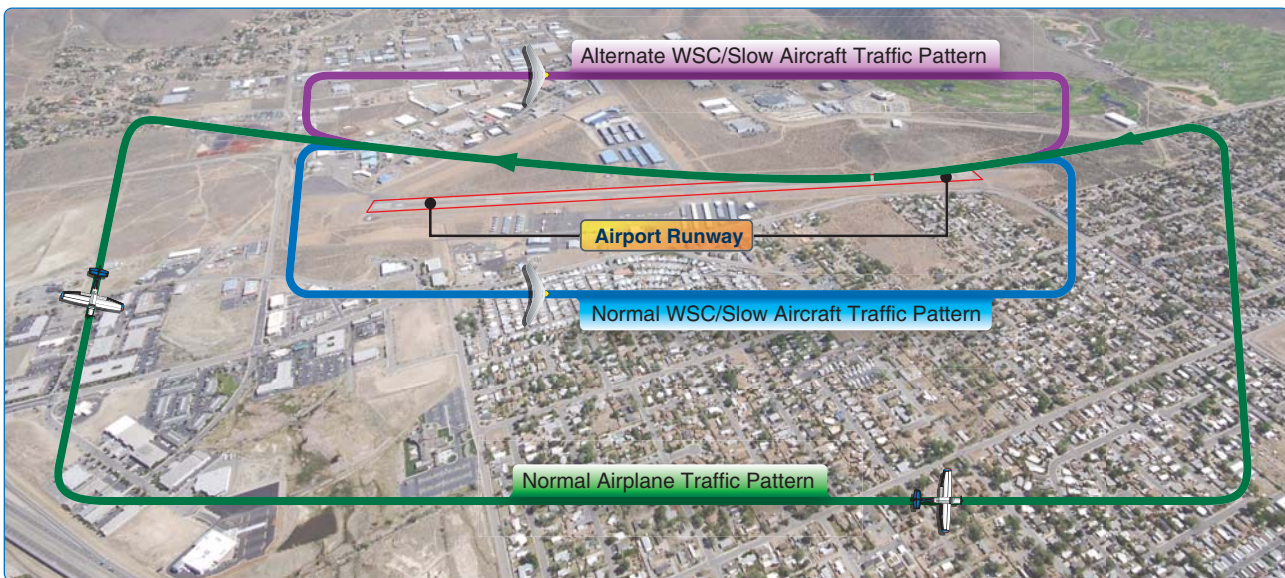 Alternate WSC/Slow Aircraft Traffic Pattern
Airport Runway
Normal WSC/Slow Aircraft Traffic Pattern
Normal Airplane Traffic Pattern